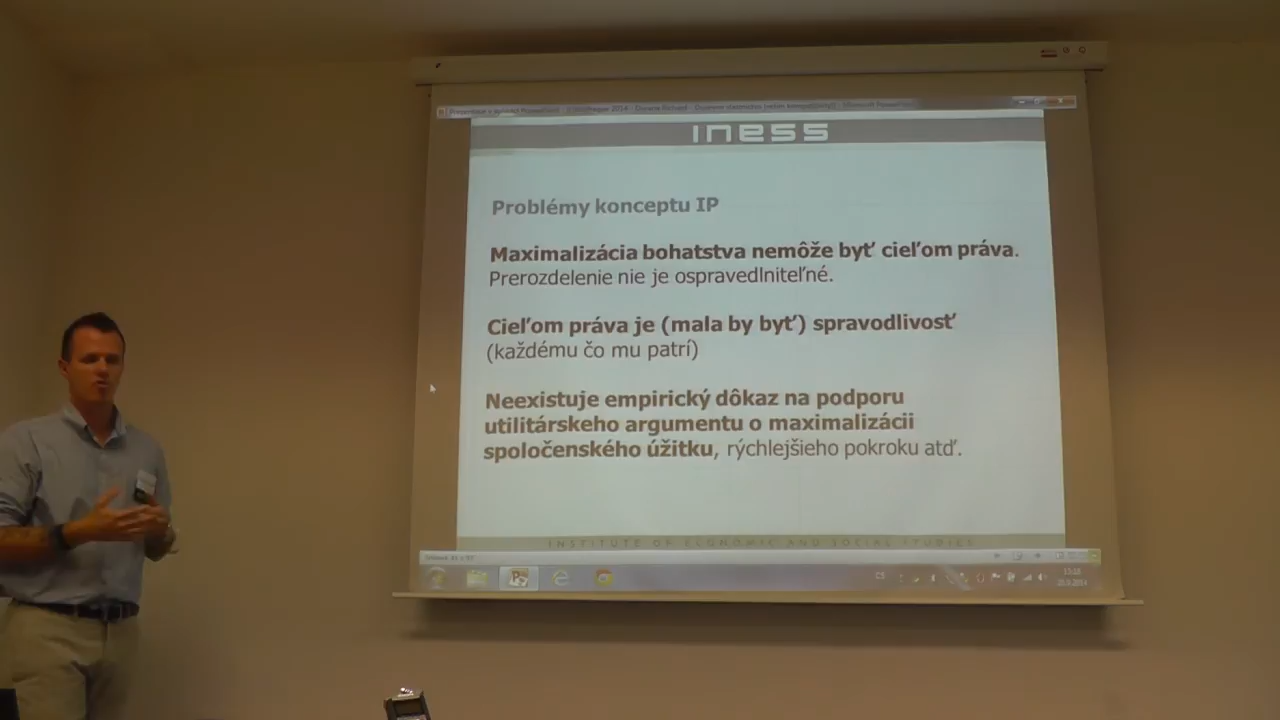 INESS
Problémy konceptu IP
Maximalizácia bohatstva nemôže byť cieľom práva.
Prerozdelenie nie je ospravedlniteľné.
Cieľom práva je (mala by byť) spravodlivosť
(každému čo mu patrí)
Neexistuje empirický dôkaz na podporu
utilitárskeho argumentu o maximalizácii
spoločenského úžitku, rýchlejšieho pokroku atď.
INSTITUTE OF ECONOMIC AND SOCIAL STUDIES
CS